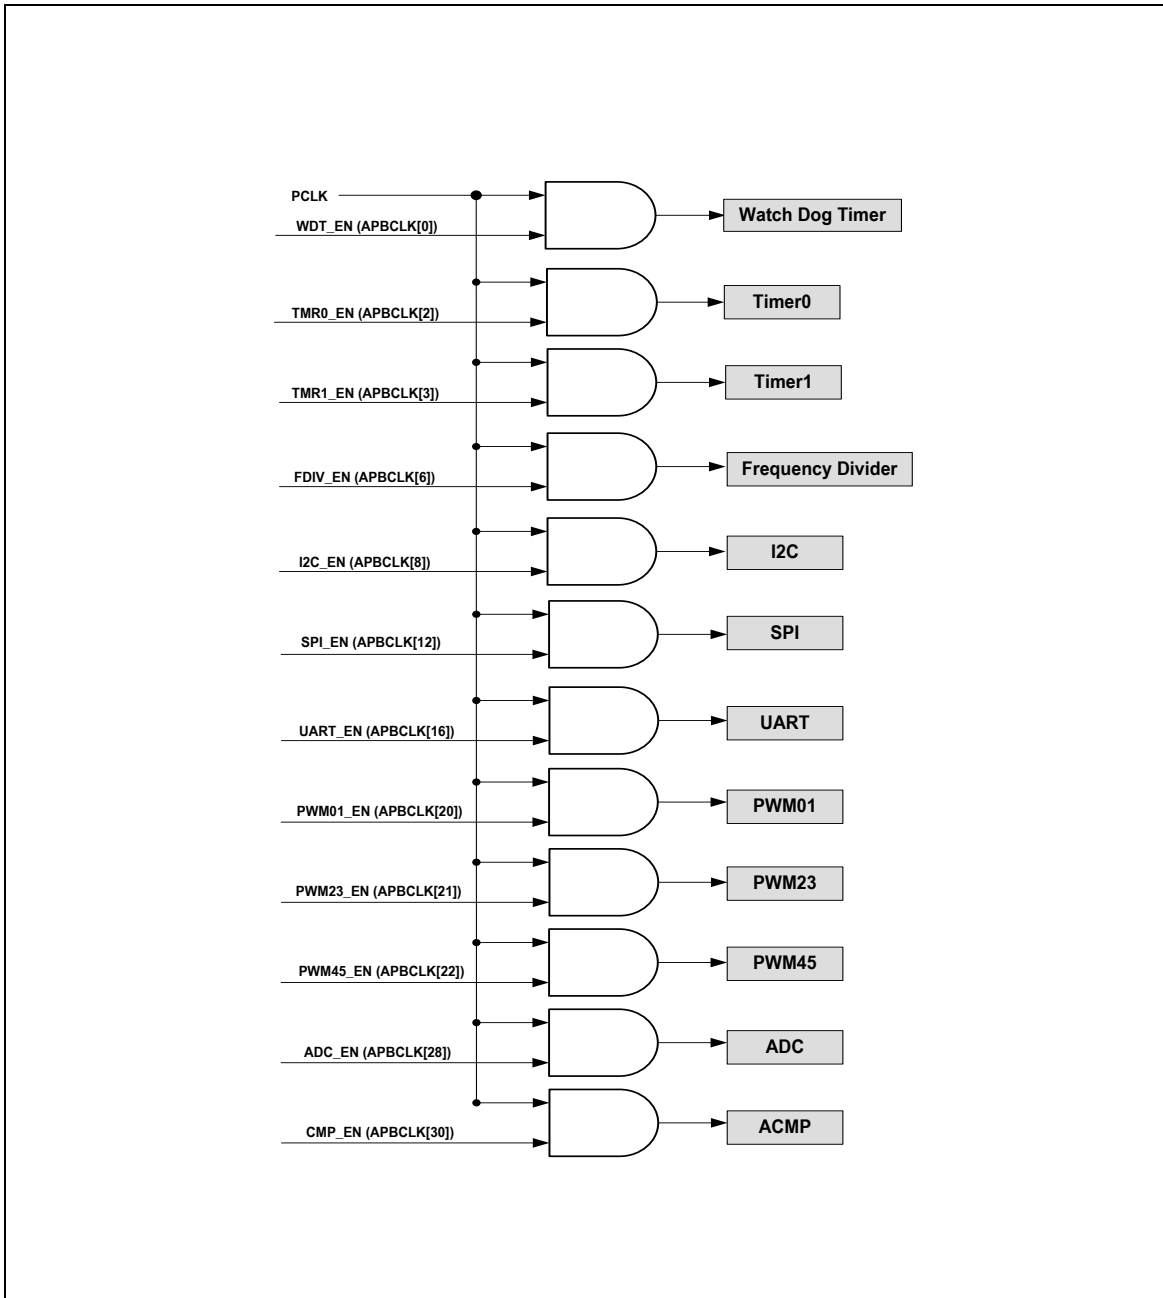 PCLK
WDT_EN (APBCLK[0])
Watch Dog Timer
TMR0_EN (APBCLK[2])
Timer0
TMR1_EN (APBCLK[3])
Timer1
FDIV_EN (APBCLK[6])
Frequency Divider
I2C_EN (APBCLK[8])
I2C
SPI_EN (APBCLK[12])
SPI
UART_EN (APBCLK[16])
UART
PWM01_EN (APBCLK[20])
PWM01
PWM23_EN (APBCLK[21])
PWM23
PWM45_EN (APBCLK[22])
PWM45
ADC_EN (APBCLK[28])
ADC
CMP_EN (APBCLK[30])
ACMP